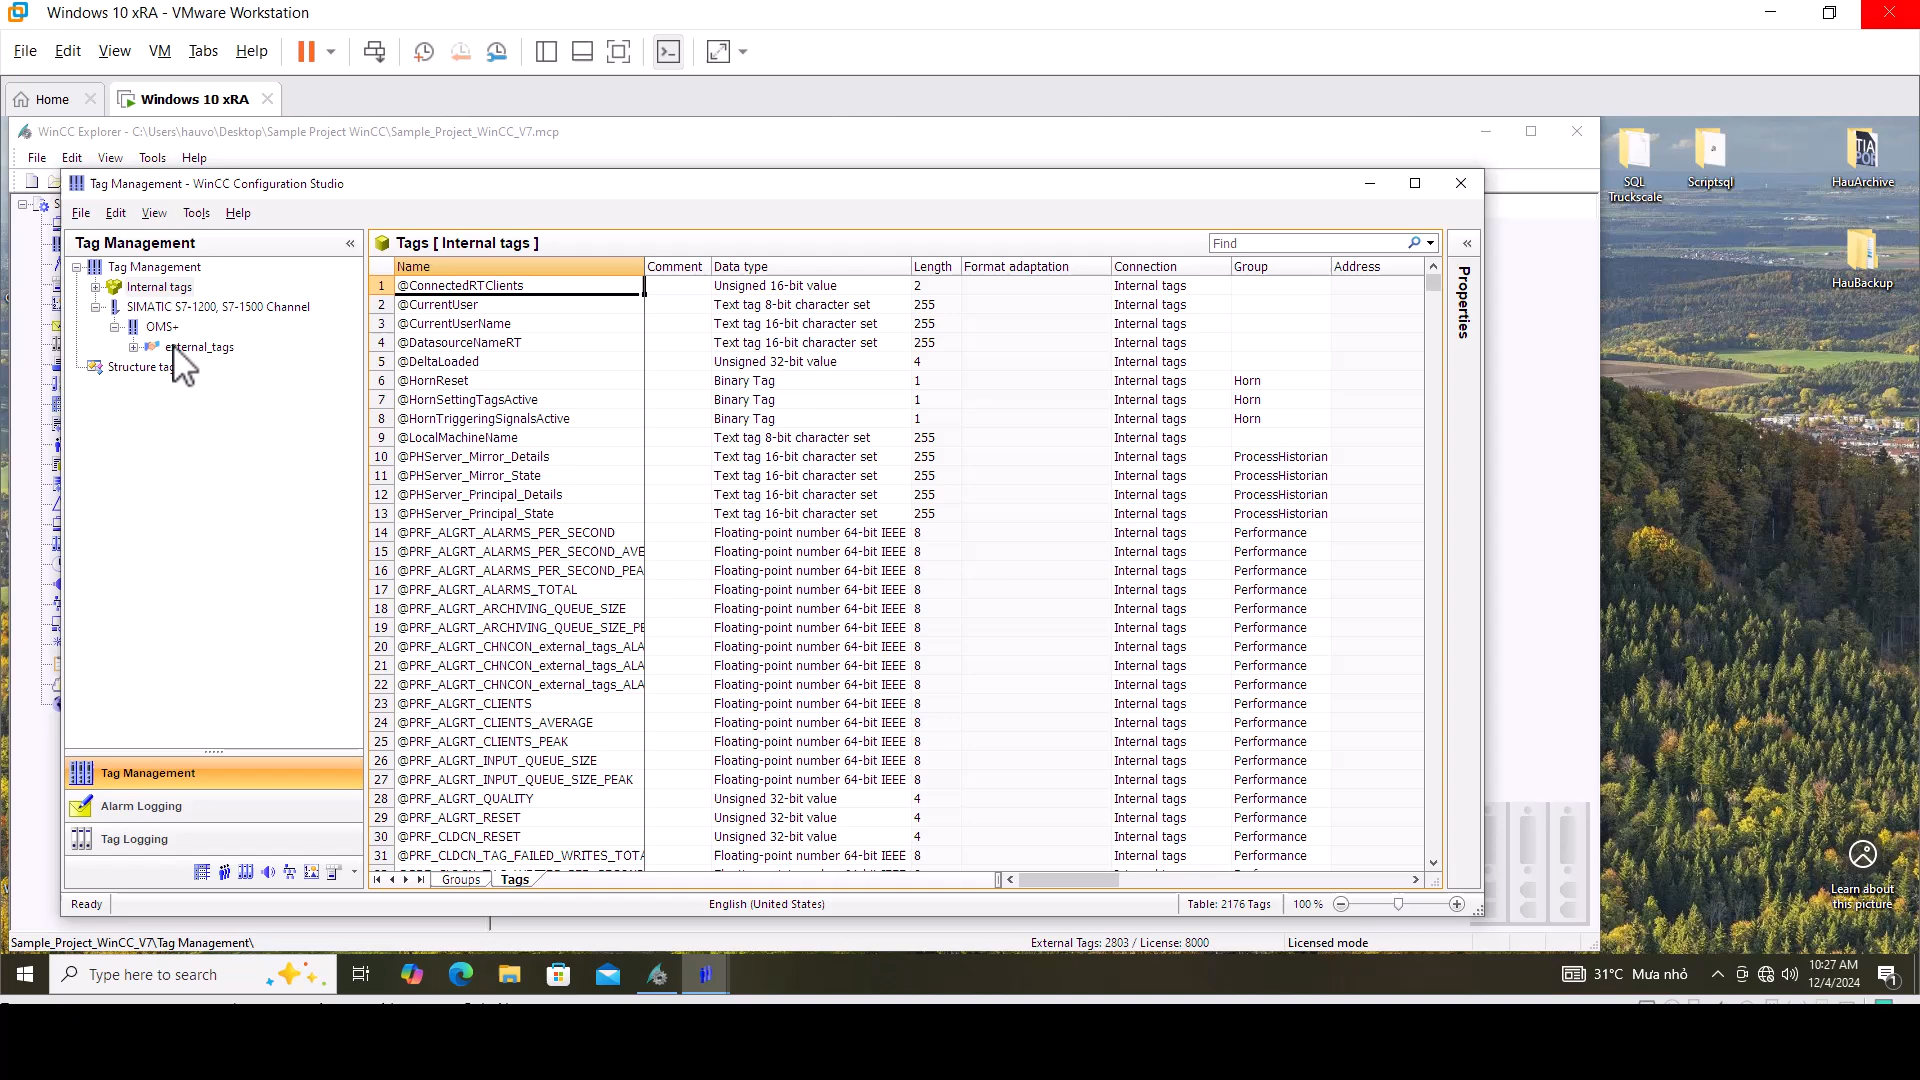 Windows 10 xRA - VMware Workstation
File Edit View VM Tabs Help
Home
Windows 10 xRA
WinCC Explorer - C:\Users\hauvo\Desktop\Sample Project WinCC\Sample_Project_WinCC_V7.mcp
File Edit View Tools Help
Tag Management - WinCC Configuration Studio
File Edit View Tools Help
Tag Management
Tag Management
Internal tags
SIMATIC S7-1200, S7-1500 Channel
OMS+
external_tags
Structure tag
Tag Management
Alarm Logging
Tag Logging
Tags [ Internal tags ]
Find
Name Comment Data type Length Format adaptation Connection Group Address
1 @ConnectedRTClients Unsigned 16-bit value 2 Internal tags
2 @CurrentUser Text tag 8-bit character set 255 Internal tags
3 @CurrentUserName Text tag 16-bit character set 255 Internal tags
4 @DatasourceNameRT Text tag 16-bit character set 255 Internal tags
5 @DeltaLoaded Unsigned 32-bit value 4 Internal tags
6 @HornReset Binary Tag 1 Internal tags Horn
7 @HornSettingTagsActive Binary Tag 1 Internal tags Horn
8 @HornTriggeringSignalsActive Binary Tag 1 Internal tags Horn
9 @LocalMachineName Text tag 8-bit character set 255 Internal tags
10 @PHServer_Mirror_Details Text tag 16-bit character set 255 Internal tags ProcessHistorian
11 @PHServer_Mirror_State Text tag 16-bit character set 255 Internal tags ProcessHistorian
12 @PHServer_Principal_Details Text tag 16-bit character set 255 Internal tags ProcessHistorian
13 @PHServer_Principal_State Text tag 16-bit character set 255 Internal tags ProcessHistorian
14 @PRF_ALGRT_ALARMS_PER_SECOND Floating-point number 64-bit IEEE 8 Internal tags Performance
15 @PRF_ALGRT_ALARMS_PER_SECOND_AVE Floating-point number 64-bit IEEE 8 Internal tags Performance
16 @PRF_ALGRT_ALARMS_PER_SECOND_PEA Floating-point number 64-bit IEEE 8 Internal tags Performance
17 @PRF_ALGRT_ALARMS_TOTAL Floating-point number 64-bit IEEE 8 Internal tags Performance
18 @PRF_ALGRT_ARCHIVING_QUEUE_SIZE Floating-point number 64-bit IEEE 8 Internal tags Performance
19 @PRF_ALGRT_ARCHIVING_QUEUE_SIZE_PE Floating-point number 64-bit IEEE 8 Internal tags Performance
20 @PRF_ALGRT_CHNCON_external_tags_ALA Floating-point number 64-bit IEEE 8 Internal tags Performance
21 @PRF_ALGRT_CHNCON_external_tags_ALA Floating-point number 64-bit IEEE 8 Internal tags Performance
22 @PRF_ALGRT_CHNCON_external_tags_ALA Floating-point number 64-bit IEEE 8 Internal tags Performance
23 @PRF_ALGRT_CLIENTS Floating-point number 64-bit IEEE 8 Internal tags Performance
24 @PRF_ALGRT_CLIENTS_AVERAGE Floating-point number 64-bit IEEE 8 Internal tags Performance
25 @PRF_ALGRT_CLIENTS_PEAK Floating-point number 64-bit IEEE 8 Internal tags Performance
26 @PRF_ALGRT_INPUT_QUEUE_SIZE Floating-point number 64-bit IEEE 8 Internal tags Performance
27 @PRF_ALGRT_INPUT_QUEUE_SIZE_PEAK Floating-point number 64-bit IEEE 8 Internal tags Performance
28 @PRF_ALGRT_QUALITY Unsigned 32-bit value 4 Internal tags Performance
29 @PRF_ALGRT_RESET Unsigned 32-bit value 4 Internal tags Performance
30 @PRF_CLDCN_RESET Unsigned 32-bit value 4 Internal tags Performance
31 @PRF_CLDCN_TAG_FAILED_WRITES_TOTA Floating-point number 64-bit IEEE 8 Internal tags Performance
Groups Tags
Properties
Ready English (United States) Table: 2176 Tags 100 %
Sample_Project_WinCC_V7\Tag Management\ External Tags: 2803 / License: 8000 Licensed mode
SQL
Truckscale
Scriptsql
HauArchive
HauBackup
Learn about
this picture
Type here to search
31°C Mưa nhỏ
10:27 AM
12/4/2024
1